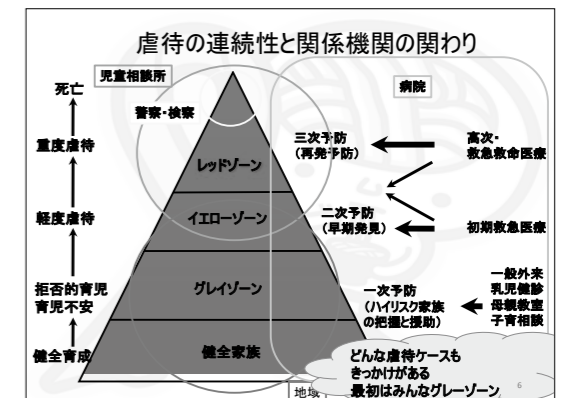 虐待の連続性と関係機関の関わり
児童相談所
病院
死亡
警察・検察
重度虐待
三次予防
（再発予防）
高次・
救急救命医療
レッドゾーン
軽度虐待
イエローゾーン
二次予防
（早期発見）
初期救急医療
拒否的育児
育児不安
グレイゾーン
一次予防
（ハイリスク家族
の把握と援助）
一般外来
乳児健診
母親教室
子育相談
健全育成
健全家族
どんな虐待ケースも
きっかけがある
最初はみんなグレーゾーン
地域
6